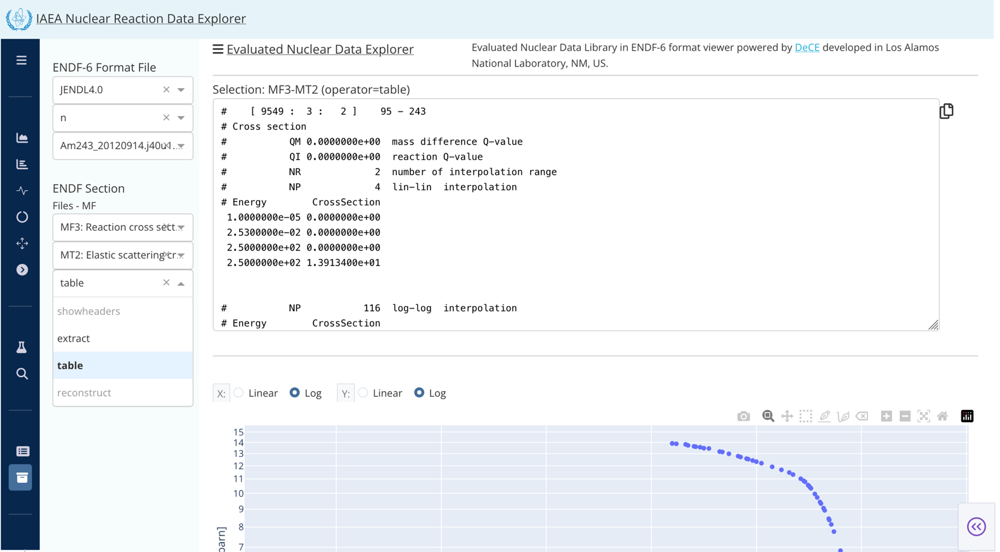 IAEA Nuclear Reaction Data Explorer
Evaluated Nuclear Data Explorer
Evaluated Nuclear Data Library in ENDF-6 format viewer powered by DeCE developed in Los Alamos
National Laboratory, NM, US.
ENDF-6 Format File
JENDL4.0
n
Am243_20120914.j40u1...
ENDF Section
Files - MF
MF3: Reaction cross sect...
MT2: Elastic scattering cr...
table
showheaders
extract
table
reconstruct
Selection: MF3-MT2 (operator=table)
# [ 9549 : 3 : 2 ] 95 - 243
# Cross section
# QM 0.0000000e+00 mass difference Q-value
# QI 0.0000000e+00 reaction Q-value
# NR 2 number of interpolation range
# NP 4 lin-lin interpolation
# Energy CrossSection
1.0000000e-05 0.0000000e+00
2.5300000e-02 0.0000000e+00
2.5000000e+02 0.0000000e+00
2.5000000e+02 1.3913400e+01
# NP 116 log-log interpolation
# Energy CrossSection
X: Linear Log Y: Linear Log
15
14
13
12
11
10
9
8
7
barn]